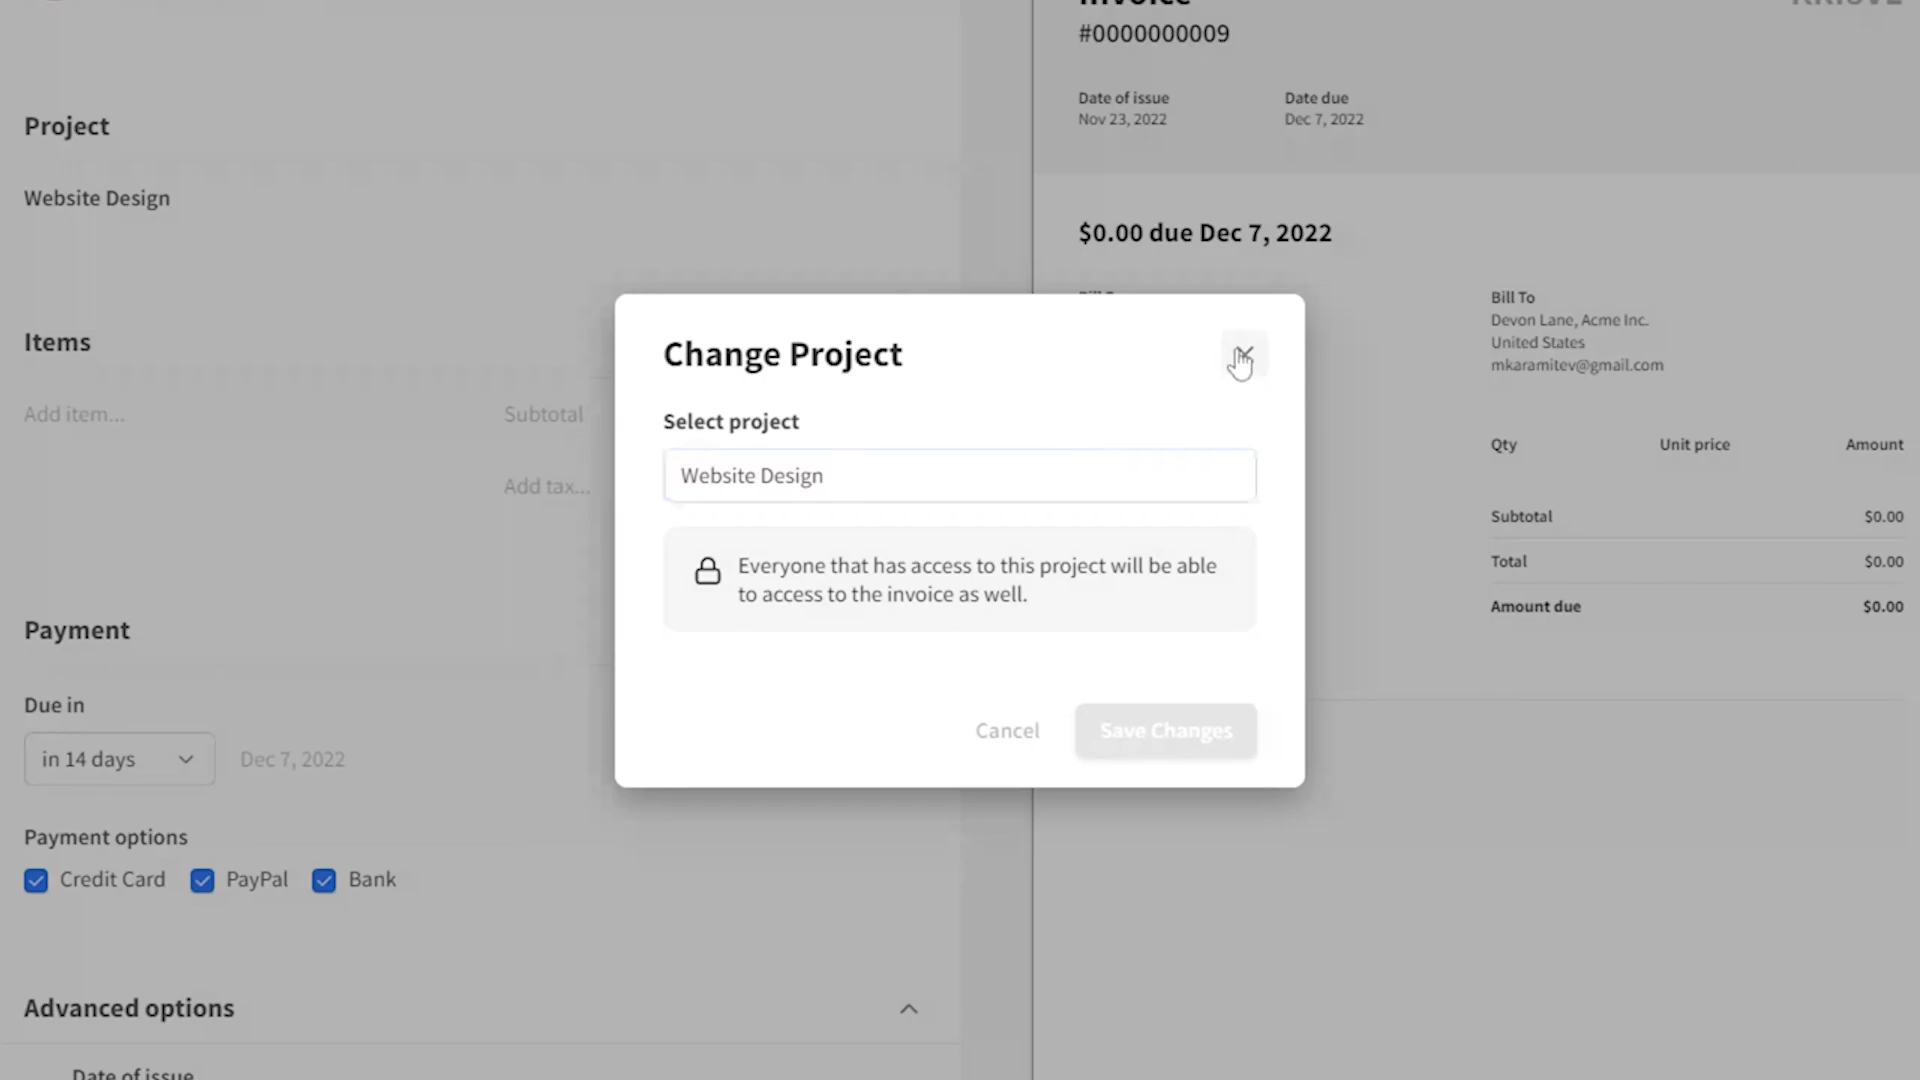 Project
Website Design
Items
Add item...
Subtotal
Add tax...
Payment
Due in
in 14 days
Dec 7, 2022
Payment options
Credit Card
PayPal
Bank
Advanced options
Date of issue
Change Project
Select project
Website Design
Everyone that has access to this project will be able
to access to the invoice as well.
Cancel
Save Changes
Invoice
#0000000009
Date of issue
Nov 23, 2022
Date due
Dec 7, 2022
$0.00 due Dec 7, 2022
Bill To
Devon Lane, Acme Inc.
United States
mkaramitev@gmail.com
Qty Unit price Amount
Subtotal $0.00
Total $0.00
Amount due $0.00